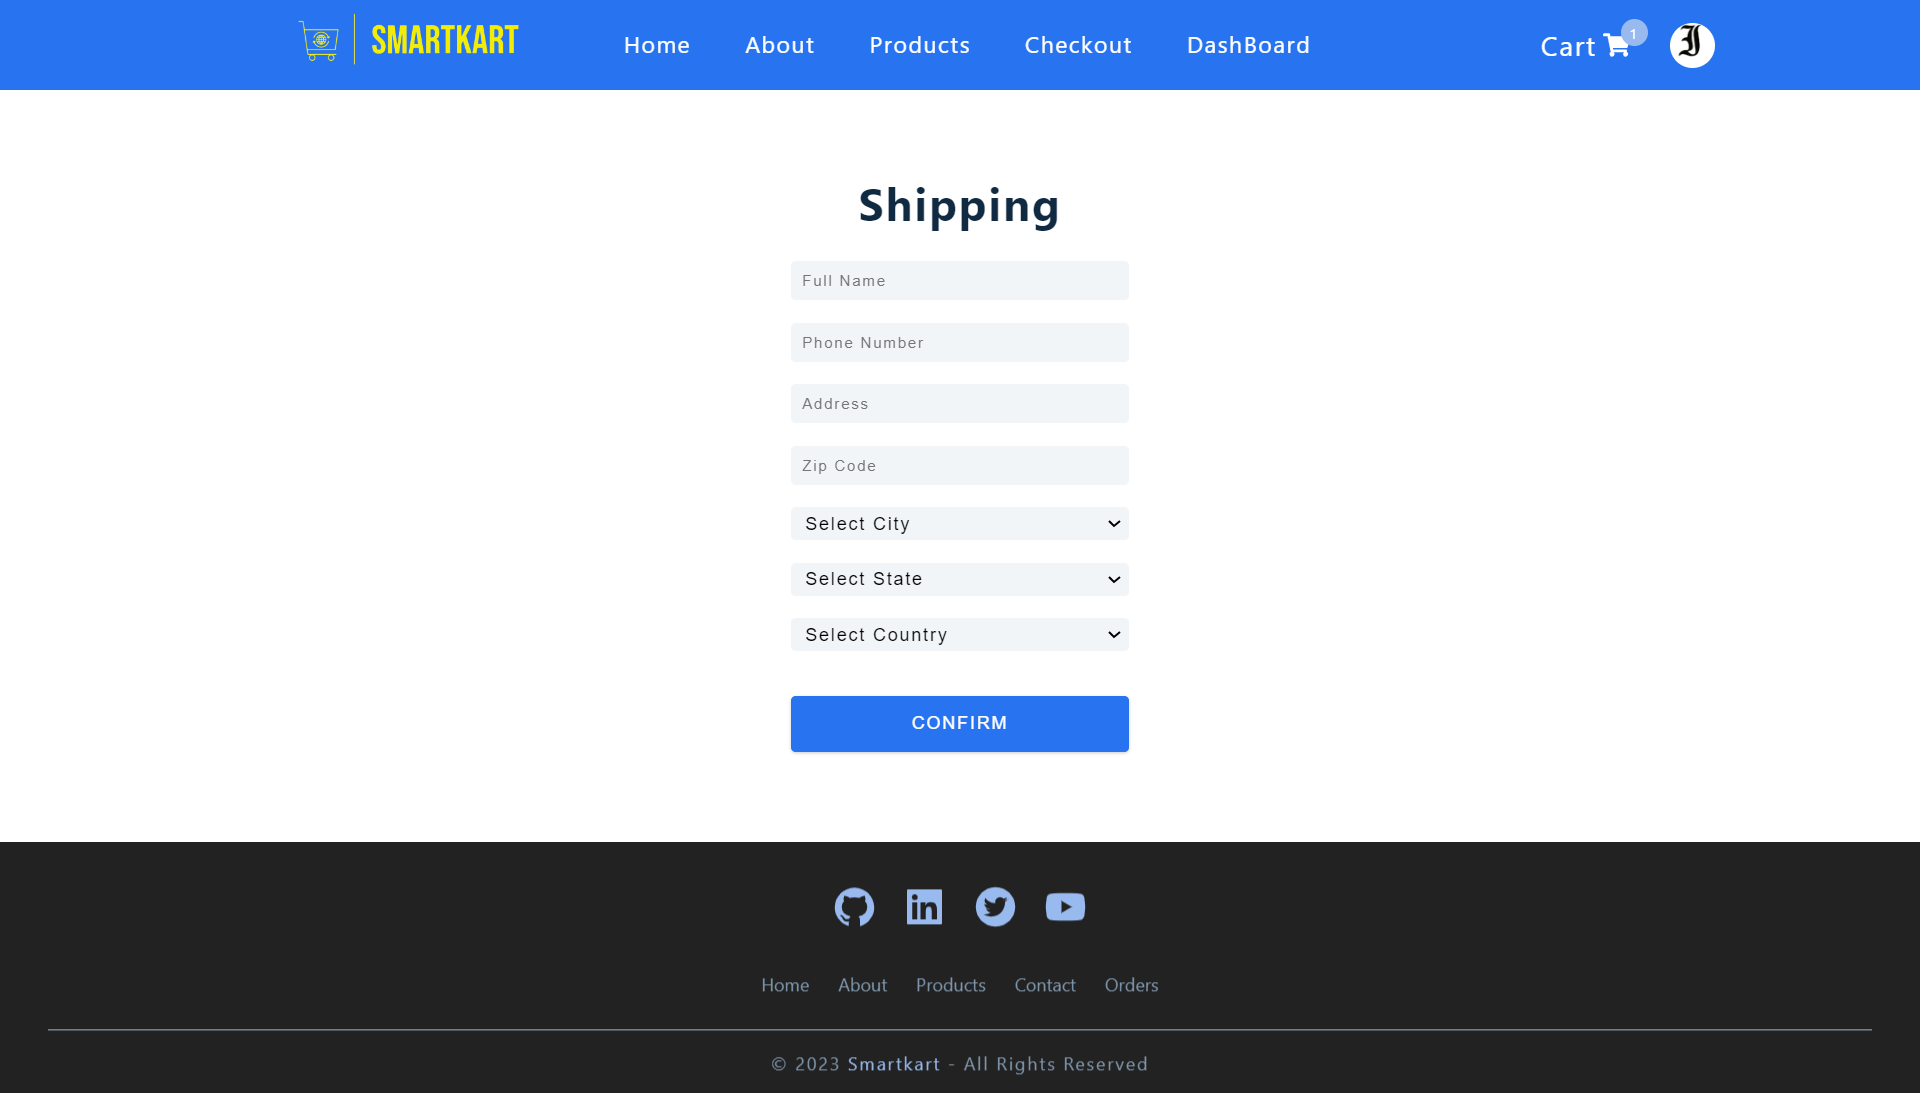 SMARTKART
Home About Products Checkout DashBoard
Cart 1
I
Shipping
Full Name
Phone Number
Address
Zip Code
Select City
Select State
Select Country
CONFIRM
in
Home About Products Contact Orders
© 2023 Smartkart - All Rights Reserved